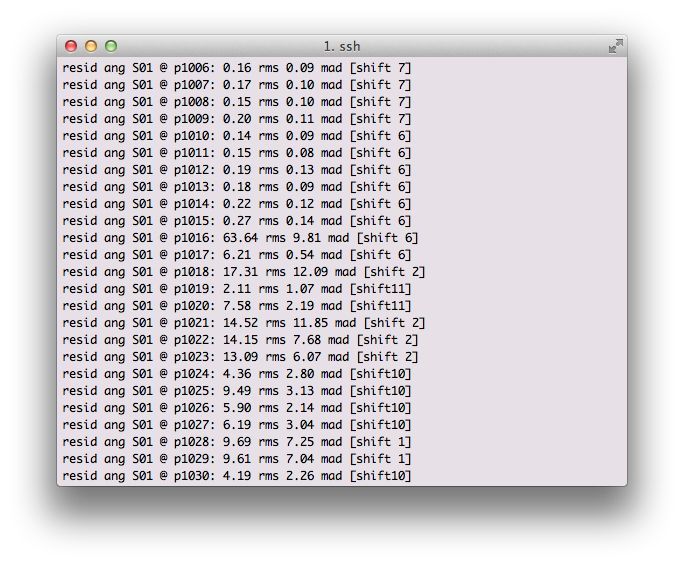 1. ssh
resid ang S01 @ p1006: 0.16 rms 0.09 mad [shift 7]
resid ang S01 @ p1007: 0.17 rms 0.10 mad [shift 7]
resid ang S01 @ p1008: 0.15 rms 0.10 mad [shift 7]
resid ang S01 @ p1009: 0.20 rms 0.11 mad [shift 7]
resid ang S01 @ p1010: 0.14 rms 0.09 mad [shift 6]
resid ang S01 @ p1011: 0.15 rms 0.08 mad [shift 6]
resid ang S01 @ p1012: 0.19 rms 0.13 mad [shift 6]
resid ang S01 @ p1013: 0.18 rms 0.09 mad [shift 6]
resid ang S01 @ p1014: 0.22 rms 0.12 mad [shift 6]
resid ang S01 @ p1015: 0.27 rms 0.14 mad [shift 6]
resid ang S01 @ p1016: 63.64 rms 9.81 mad [shift 6]
resid ang S01 @ p1017: 6.21 rms 0.54 mad [shift 6]
resid ang S01 @ p1018: 17.31 rms 12.09 mad [shift 2]
resid ang S01 @ p1019: 2.11 rms 1.07 mad [shift11]
resid ang S01 @ p1020: 7.58 rms 2.19 mad [shift11]
resid ang S01 @ p1021: 14.52 rms 11.85 mad [shift 2]
resid ang S01 @ p1022: 14.15 rms 7.68 mad [shift 2]
resid ang S01 @ p1023: 13.09 rms 6.07 mad [shift 2]
resid ang S01 @ p1024: 4.36 rms 2.80 mad [shift10]
resid ang S01 @ p1025: 9.49 rms 3.13 mad [shift10]
resid ang S01 @ p1026: 5.90 rms 2.14 mad [shift10]
resid ang S01 @ p1027: 6.19 rms 3.04 mad [shift10]
resid ang S01 @ p1028: 9.69 rms 7.25 mad [shift 1]
resid ang S01 @ p1029: 9.61 rms 7.04 mad [shift 1]
resid ang S01 @ p1030: 4.19 rms 2.26 mad [shift10]